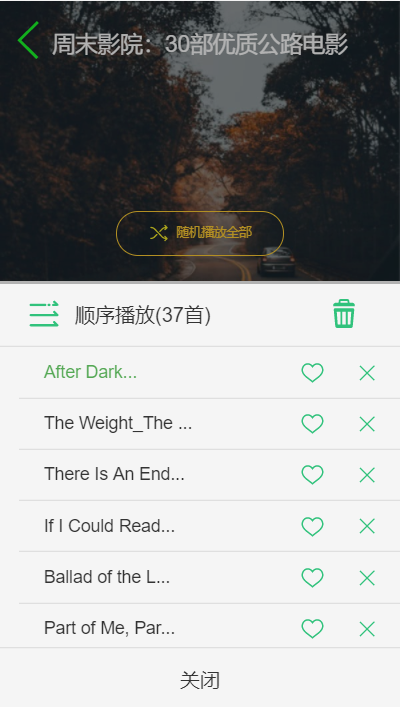 周末影院：30部优质公路电影
随机播放全部
顺序播放(37首)
After Dark...
The Weight_The ...
There Is An End...
If I Could Read...
Ballad of the L...
Part of Me, Par...
关闭